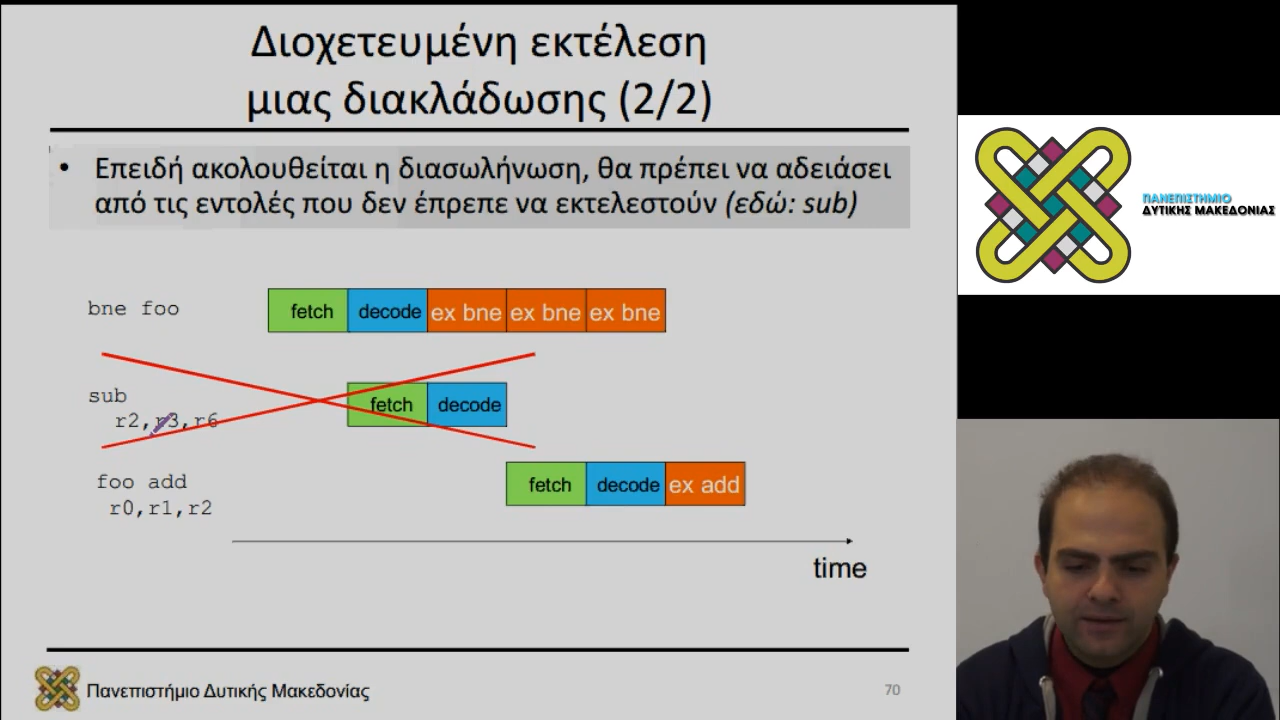 Διοχετευμένη εκτέλεση
μιας διακλάδωσης (2/2)
• Επειδή ακολουθείται η διασωλήνωση, θα πρέπει να αδειάσει
από τις εντολές που δεν έπρεπε να εκτελεστούν (εδώ: sub)
bne foo
fetch decode ex bne ex bne ex bne
sub
r2,r3,r6
fetch decode
foo add
r0,r1,r2
fetch decode ex add
time
Πανεπιστήμιο Δυτικής Μακεδονίας
70
ΠΑΝΕΠΙΣΤΗΜΙΟ
ΔΥΤΙΚΗΣ ΜΑΚΕΔΟΝΙΑΣ